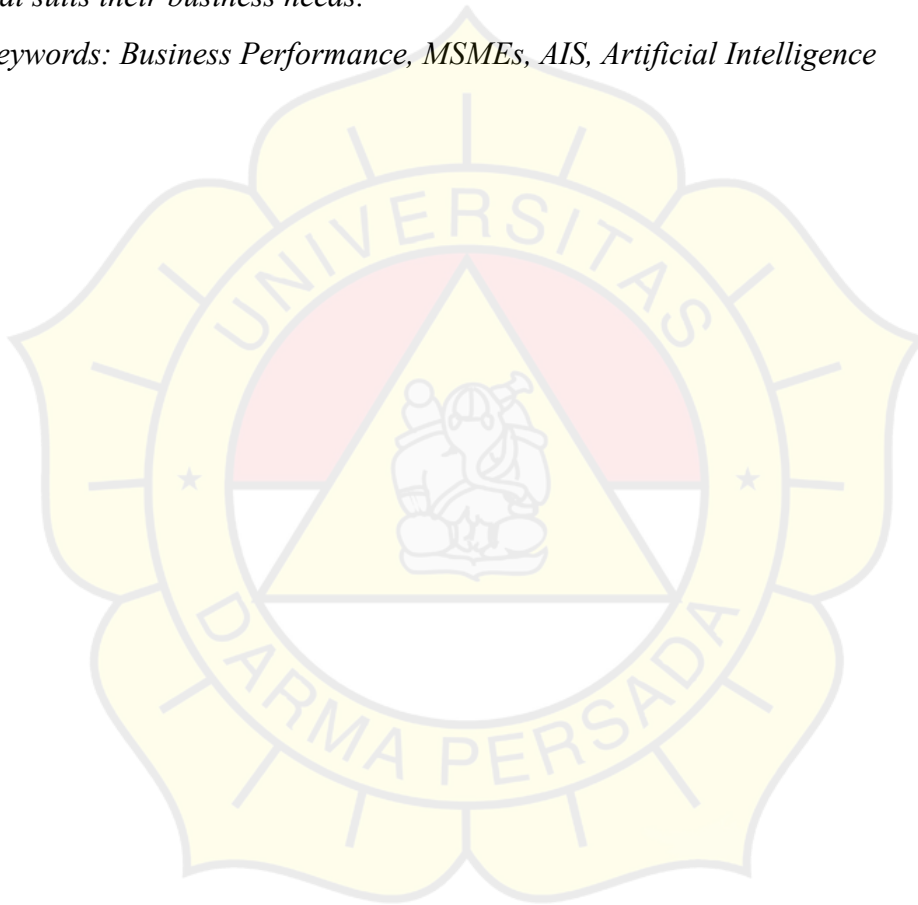 that suits their business needs.
Keywords: Business Performance, MSMEs, AIS, Artificial Intelligence
UNIVERSITAS
DARMA PERSADA